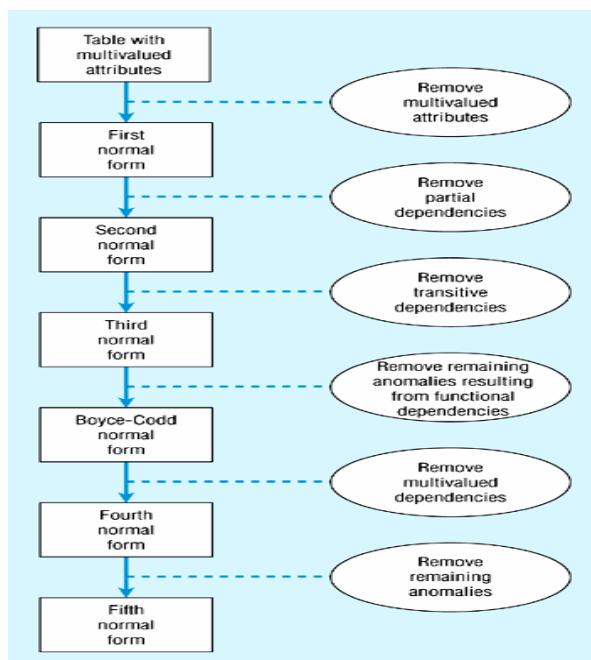 Table with
multivalued
attributes
Remove
multivalued
attributes
First
normal
form
Remove
partial
dependencies
Second
normal
form
Remove
transitive
dependencies
Third
normal
form
Remove remaining
anomalies resulting
from functional
dependencies
Boyce-Codd
normal
form
Remove
multivalued
dependencies
Fourth
normal
form
Remove
remaining
anomalies
Fifth
normal
form